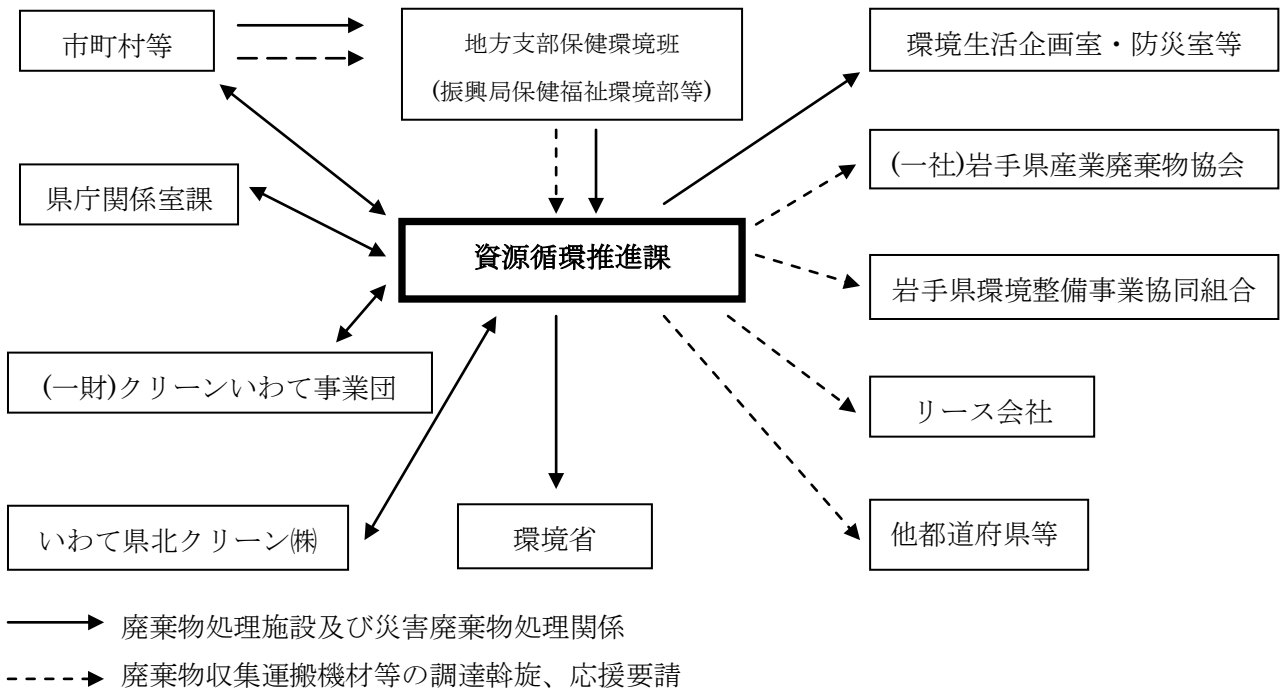 市町村等
地方支部保健環境班
(振興局保健福祉環境部等)
環境生活企画室・防災室等
県庁関係室課
(一社)岩手県産業廃棄物協会
資源循環推進課
岩手県環境整備事業協同組合
(一財)クリーンいわて事業団
リース会社
いわて県北クリーン㈱
環境省
他都道府県等
廃棄物処理施設及び災害廃棄物処理関係
廃棄物収集運搬機材等の調達斡旋、応援要請